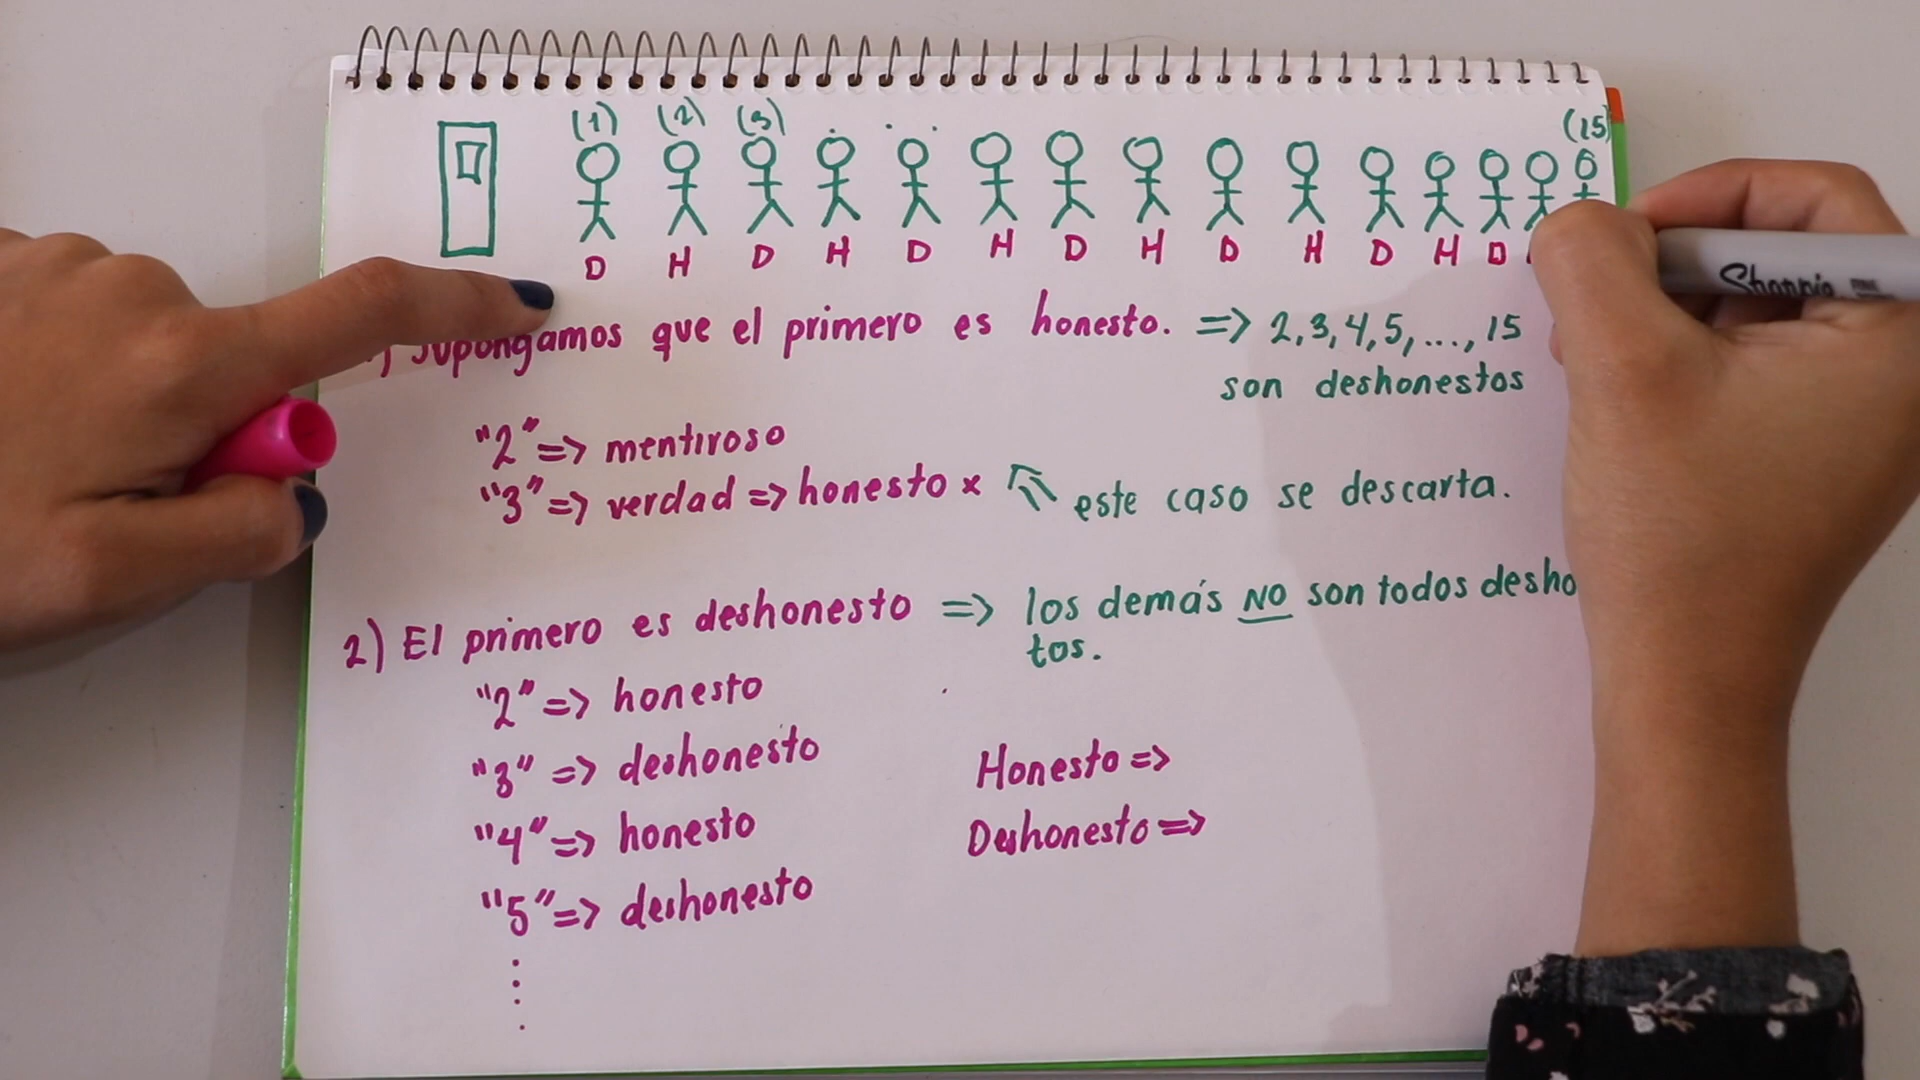 (1) (2) (3) . . . (15)
D H D H D H D H D H D H D
Supongamos que el primero es honesto. => 2,3,4,5,...,15
son deshonestos
"2" => mentiroso
"3" => verdad => honesto x
este caso se descarta.
2) El primero es deshonesto => los demás NO son todos desho
tos.
"2" => honesto
"3" => deshonesto
"4" => honesto
"5" => deshonesto
Honesto =>
Deshonesto =>
Sharpie